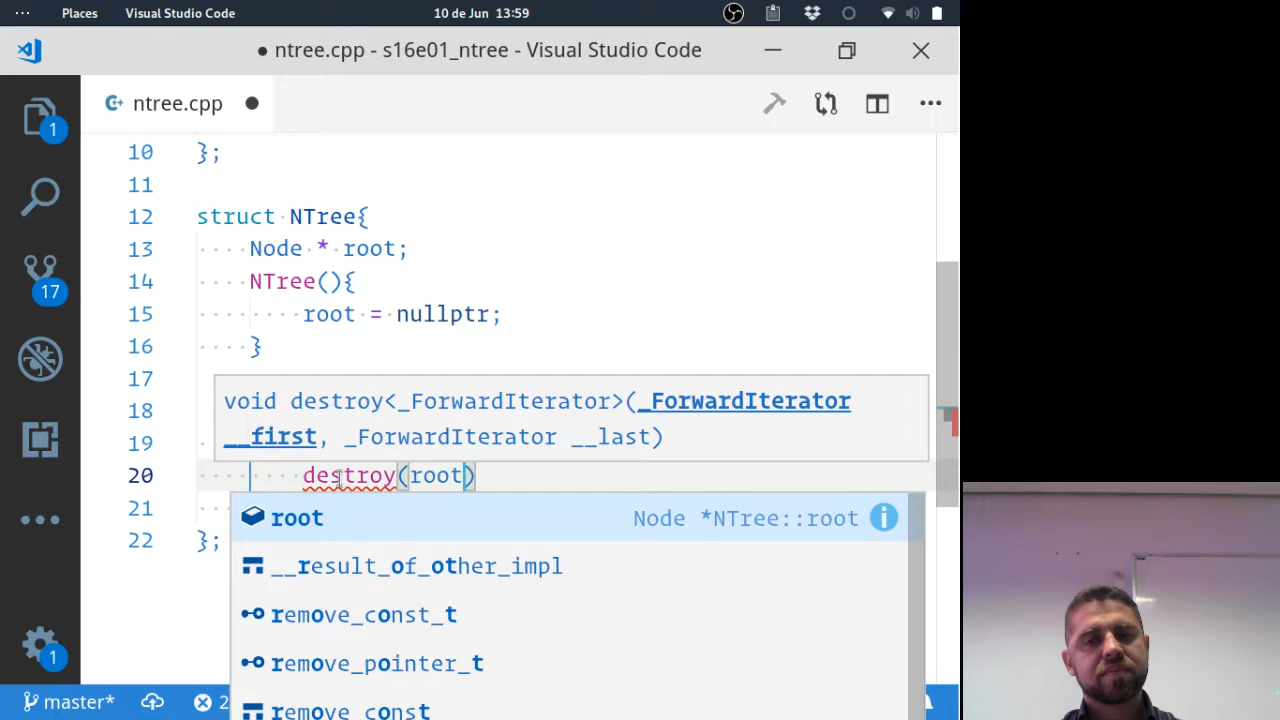 Places Visual Studio Code 10 de Jun 13:59
● ntree.cpp - s16e01_ntree - Visual Studio Code
ntree.cpp
1
17
1
10 };
11
12 struct NTree{
13 Node * root;
14 NTree(){
15 root = nullptr;
16 }
17
18
19
void destroy<_ForwardIterator>(_ForwardIterator
__first, _ForwardIterator __last)
20 destroy(root)
21
22 };
root Node *NTree::root
__result_of_other_impl
remove_const_t
remove_pointer_t
remove_const
master* 2